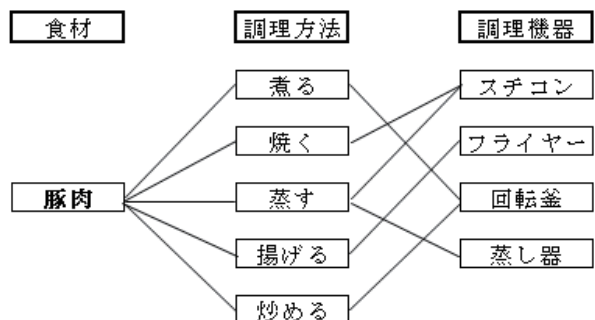 食材 調理方法 調理機器
煮る スチコン
焼く フライヤー
豚肉 蒸す 回転釜
揚げる 蒸し器
炒める